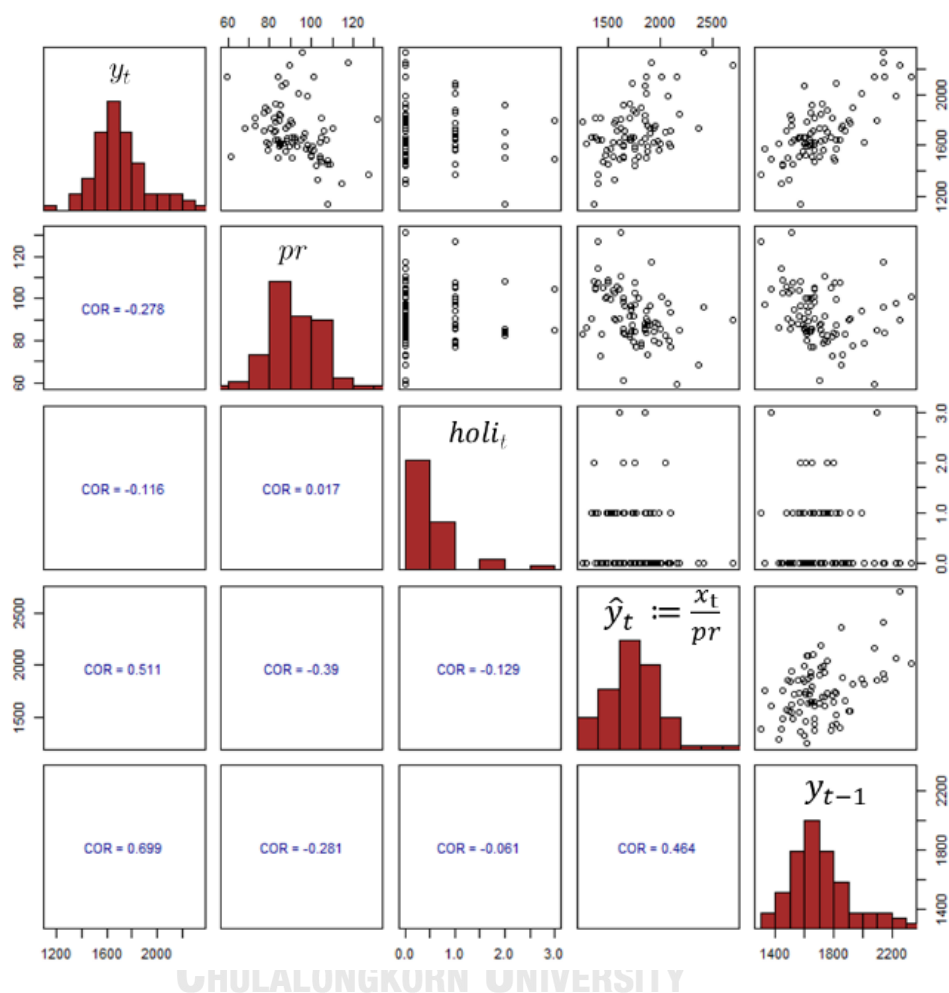 60 80 100 120
1500 2000 2500
y_t
1200 1600 2000
60 80 100 120
COR = -0.278
pr
COR = -0.116
COR = 0.017
holi_t
0.0 1.0 2.0 3.0
1500 2000 2500
COR = 0.511
COR = -0.39
COR = -0.129
ŷ_t := x_t / pr
COR = 0.699
COR = -0.281
COR = -0.061
COR = 0.464
y_{t−1}
1400 1800 2200
1200 1600 2000
0.0 1.0 2.0 3.0
1400 1800 2200
CHULALONGKORN UNIVERSITY